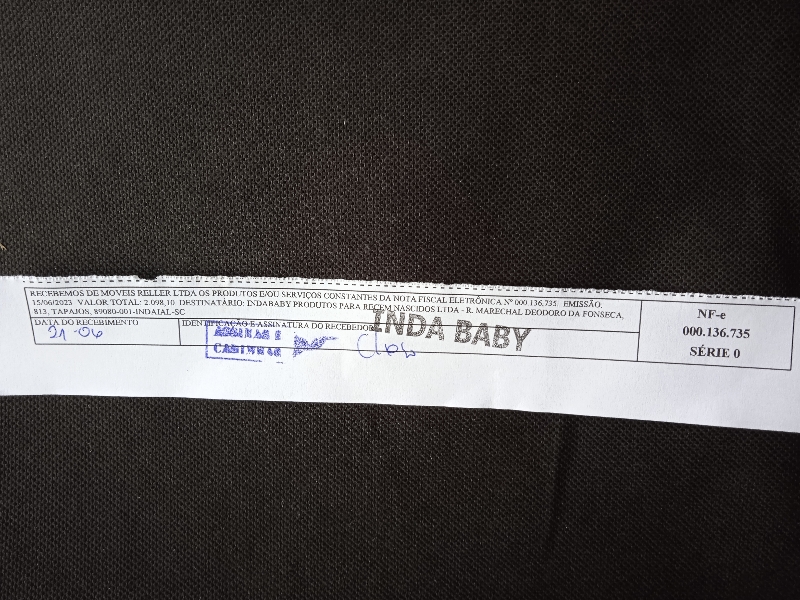 RECEBEMOS DE MOVEIS RELLER LTDA OS PRODUTOS E/OU SERVIÇOS CONSTANTES DA NOTA FISCAL ELETRÔNICA Nº 000.136.735. EMISSÃO,
15/06/2023 VALOR TOTAL: 2.098,10 DESTINATÁRIO: INDABABY PRODUTOS PARA RECEM NASCIDOS LTDA - R. MARECHAL DEODORO DA FONSECA,
813, TAPAJOS, 89080-001-INDAIAL-SC
DATA DO RECEBIMENTO
21-06
IDENTIFICAÇÃO E ASSINATURA DO RECEBEDOR
INDA BABY
NF-e
000.136.735
SÉRIE 0